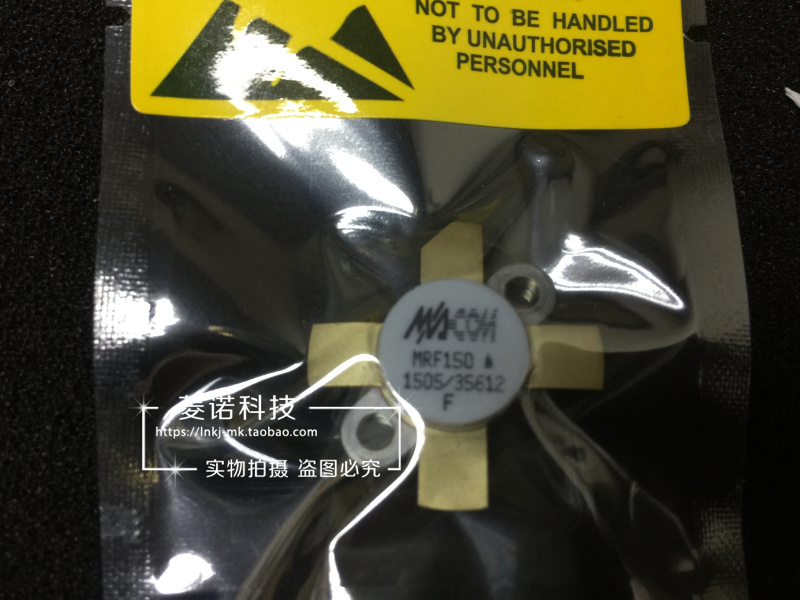 NOT TO BE HANDLED
BY UNAUTHORISED
PERSONNEL
M/ACOM
MRF150
1505/35612
F
菱诺科技
https://lnkj-mk.taobao.com
实物拍摄 盗图必究